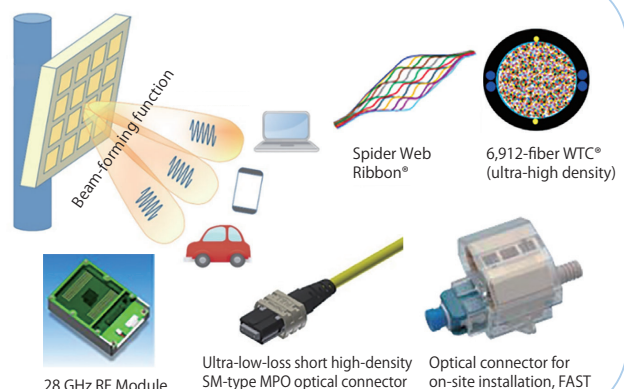 Beam-forming function
Spider Web
Ribbon®
6,912-fiber WTC®
(ultra-high density)
28 GHz RF Module
Ultra-low-loss short high-density
SM-type MPO optical connector
Optical connector for
on-site installation, FAST